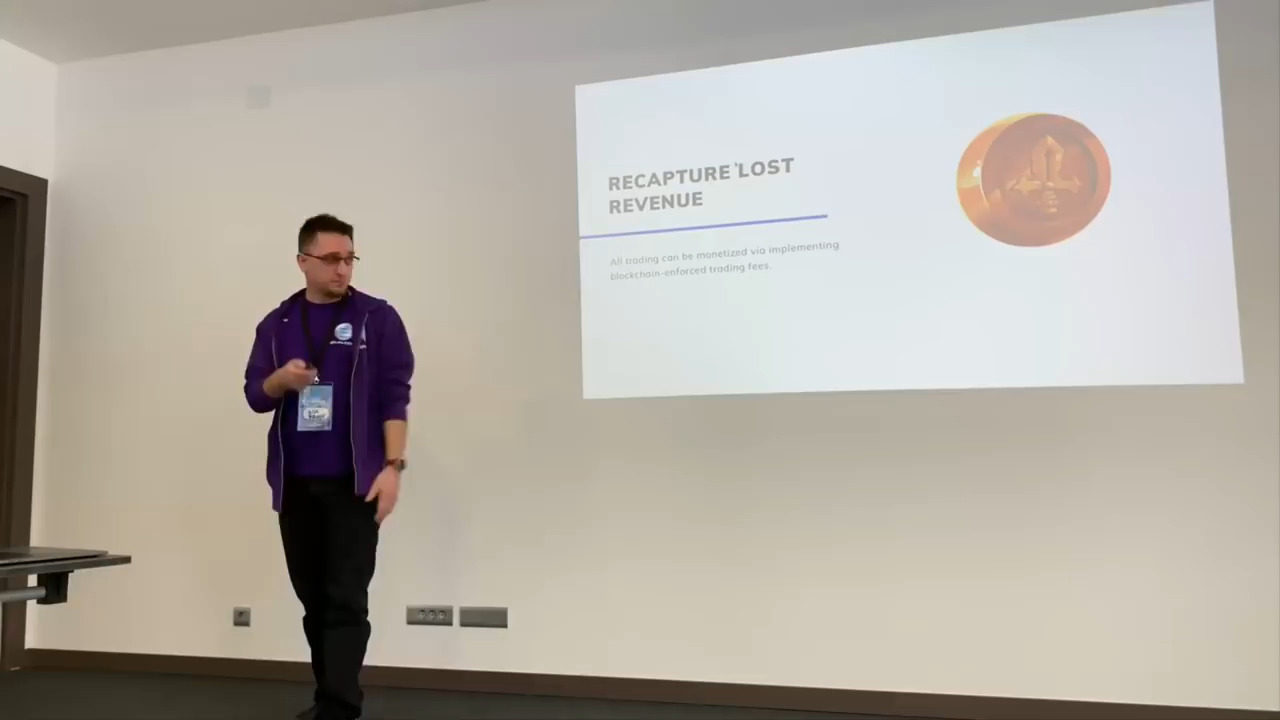 RECAPTURE LOST
REVENUE
All trading can be monetized via implementing
blockchain-enforced trading fees.